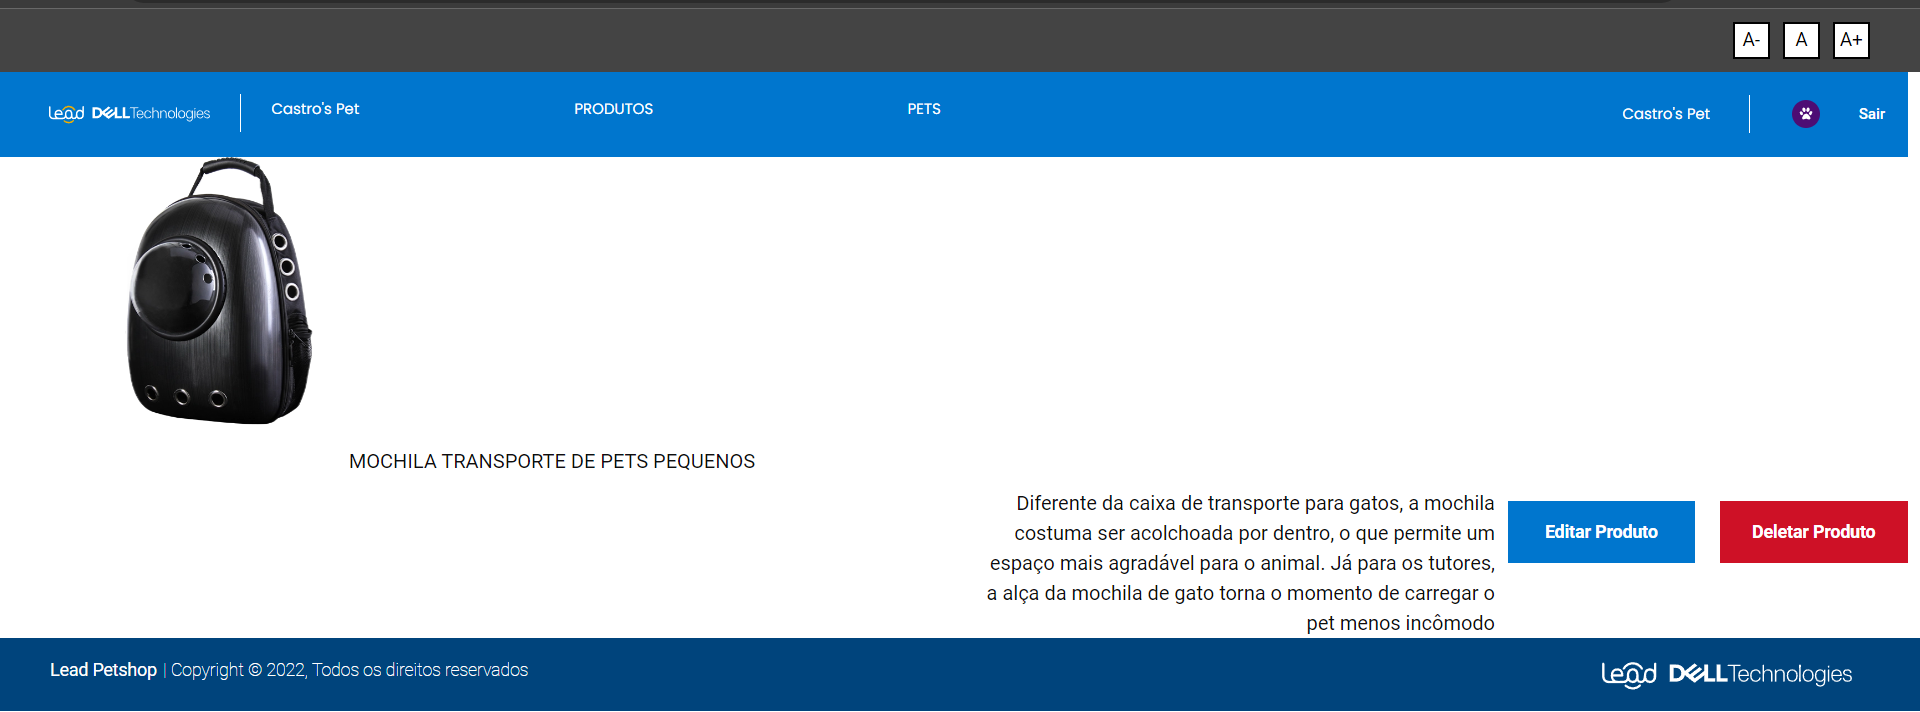 A- A A+
Lead DELLTechnologies Castro's Pet PRODUTOS PETS Castro's Pet Sair
MOCHILA TRANSPORTE DE PETS PEQUENOS
Diferente da caixa de transporte para gatos, a mochila
costuma ser acolchoada por dentro, o que permite um
espaço mais agradável para o animal. Já para os tutores,
a alça da mochila de gato torna o momento de carregar o
pet menos incômodo
Editar Produto
Deletar Produto
Lead Petshop | Copyright © 2022, Todos os direitos reservados
Lead DELLTechnologies